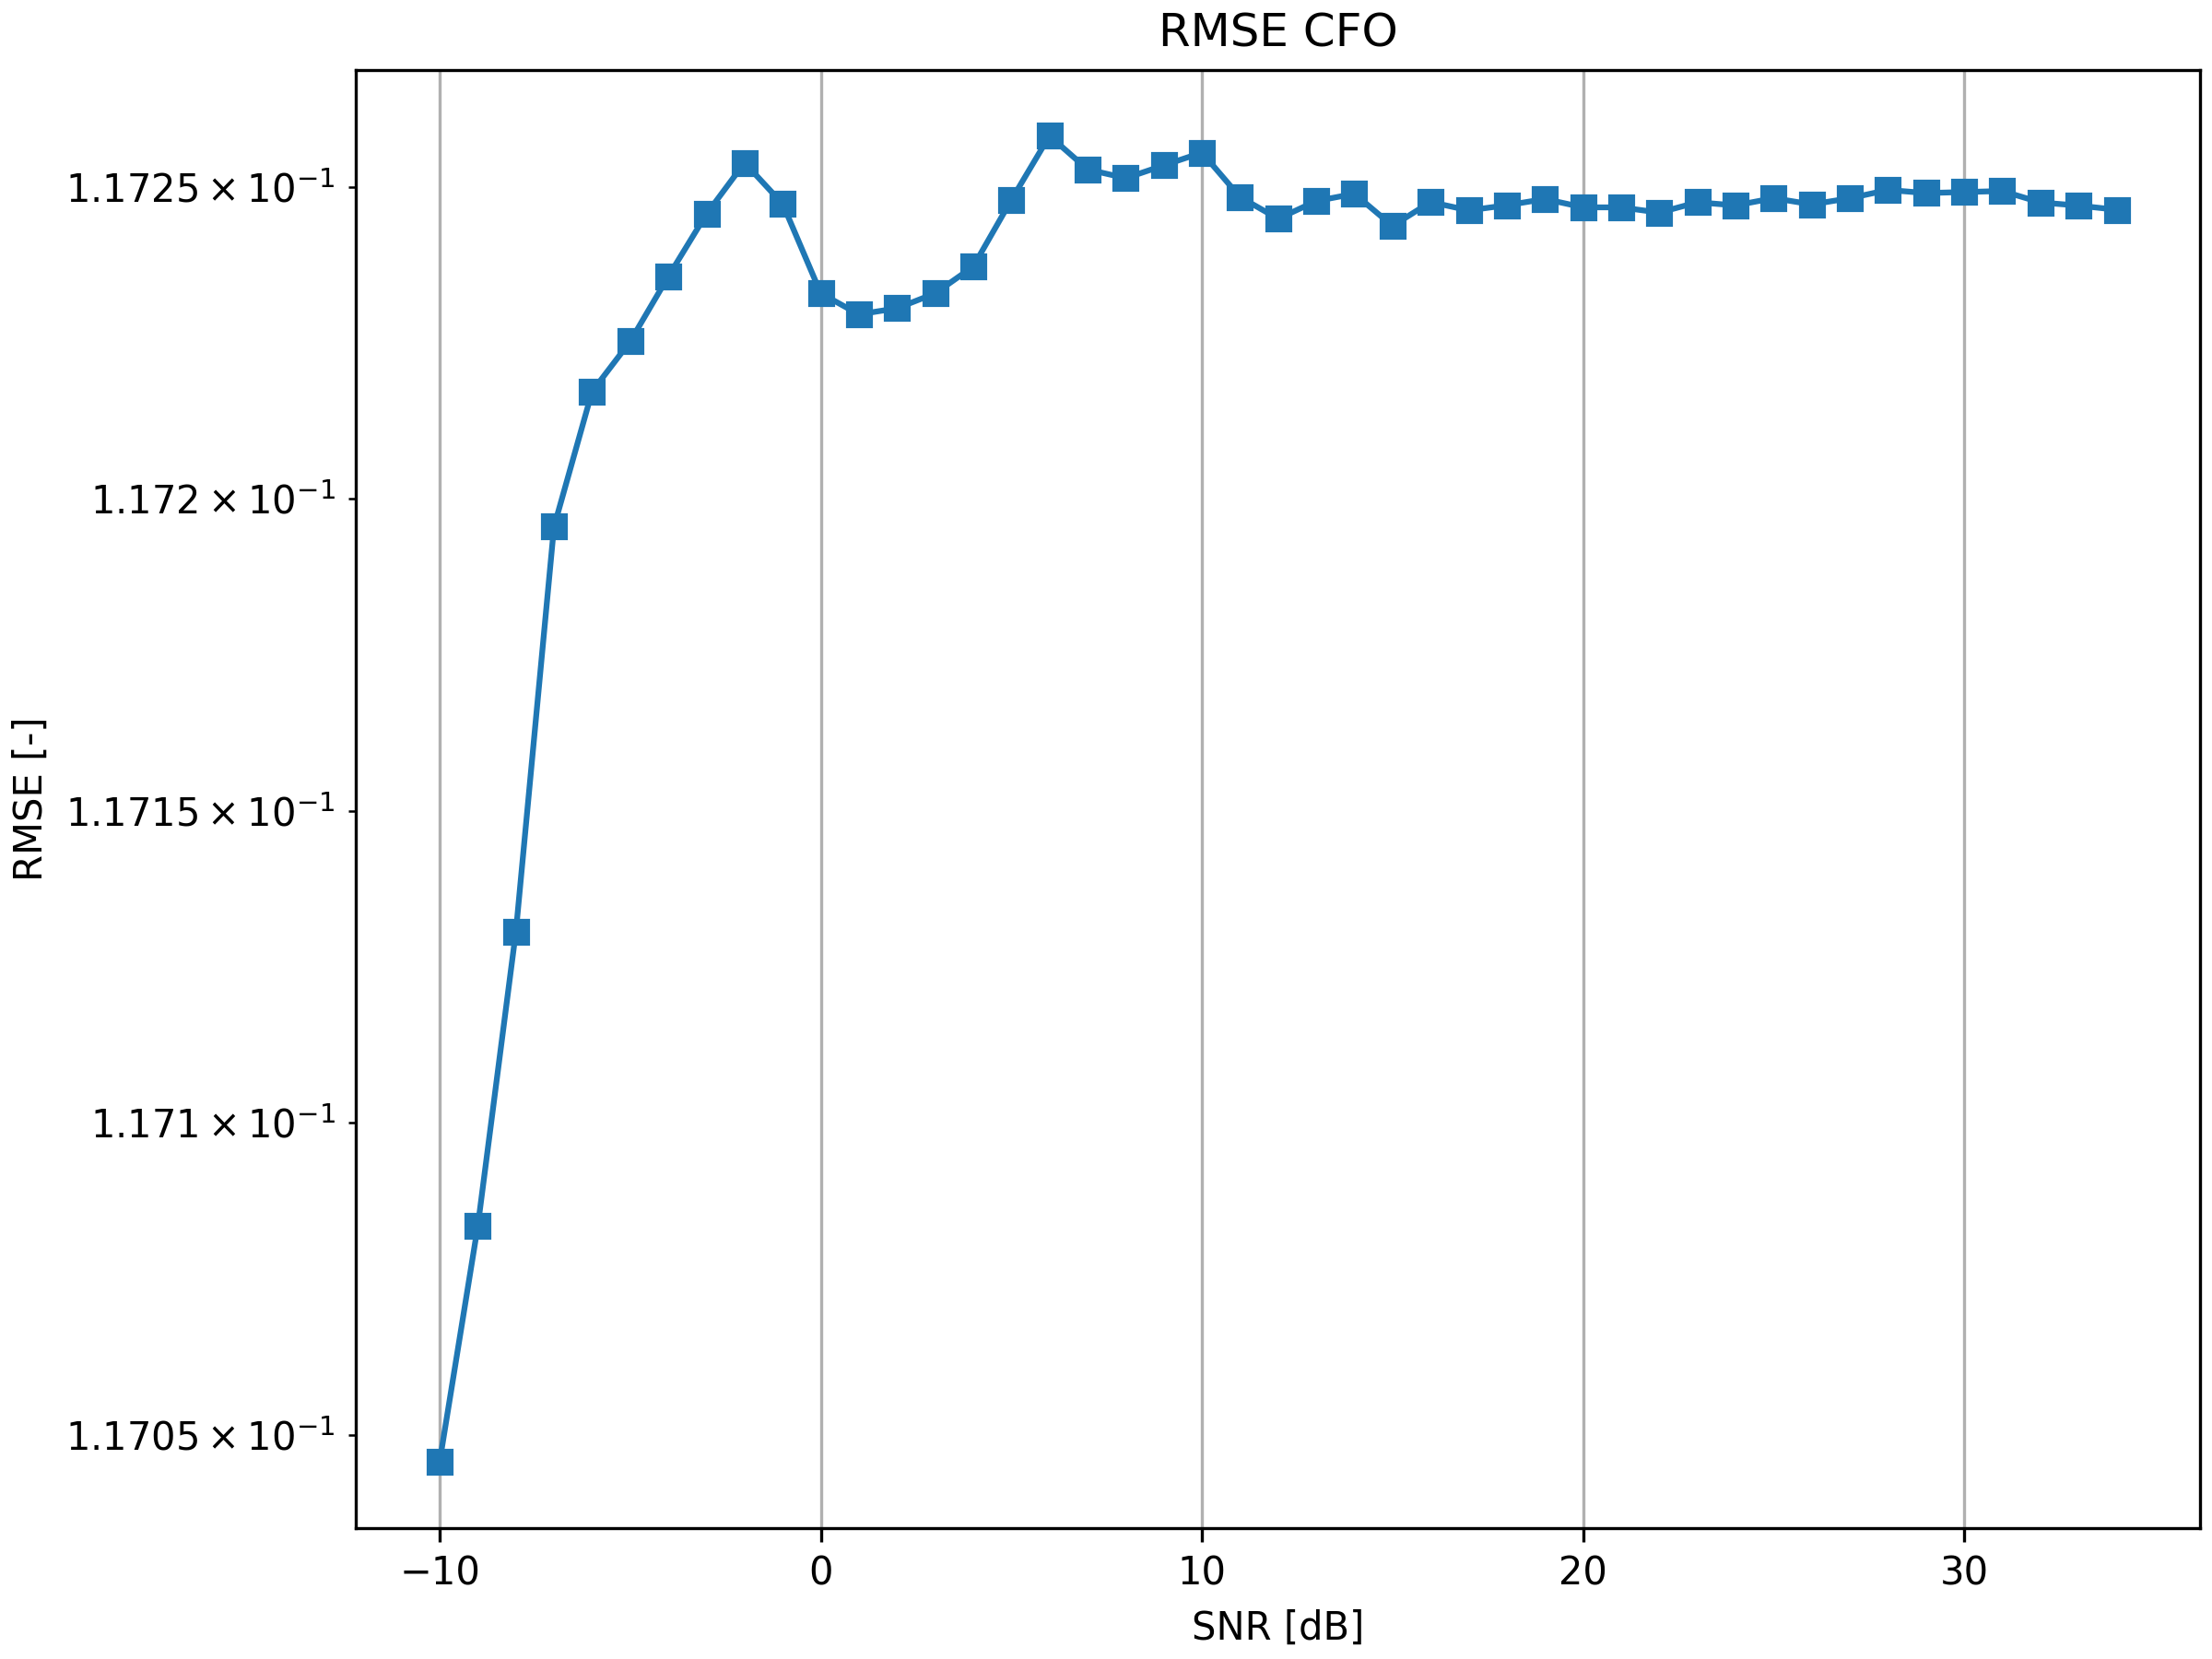 RMSE CFO
1.1725 × 10⁻¹
1.172 × 10⁻¹
1.1715 × 10⁻¹
1.171 × 10⁻¹
1.1705 × 10⁻¹
RMSE [-]
−10 0 10 20 30
SNR [dB]